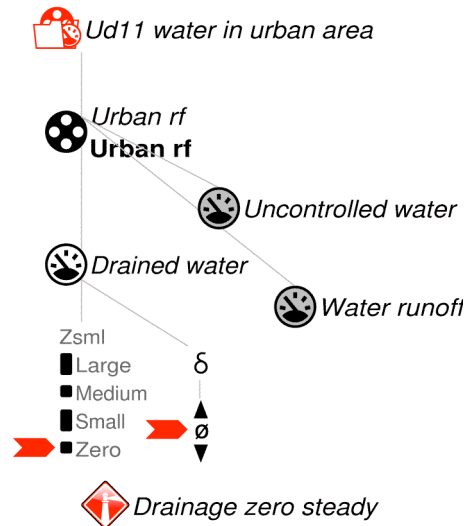 Ud11 water in urban area
Urban rf
Urban rf
Uncontrolled water
Drained water
Water runoff
Zsml
Large
Medium
Small
Zero
δ
ø
Drainage zero steady